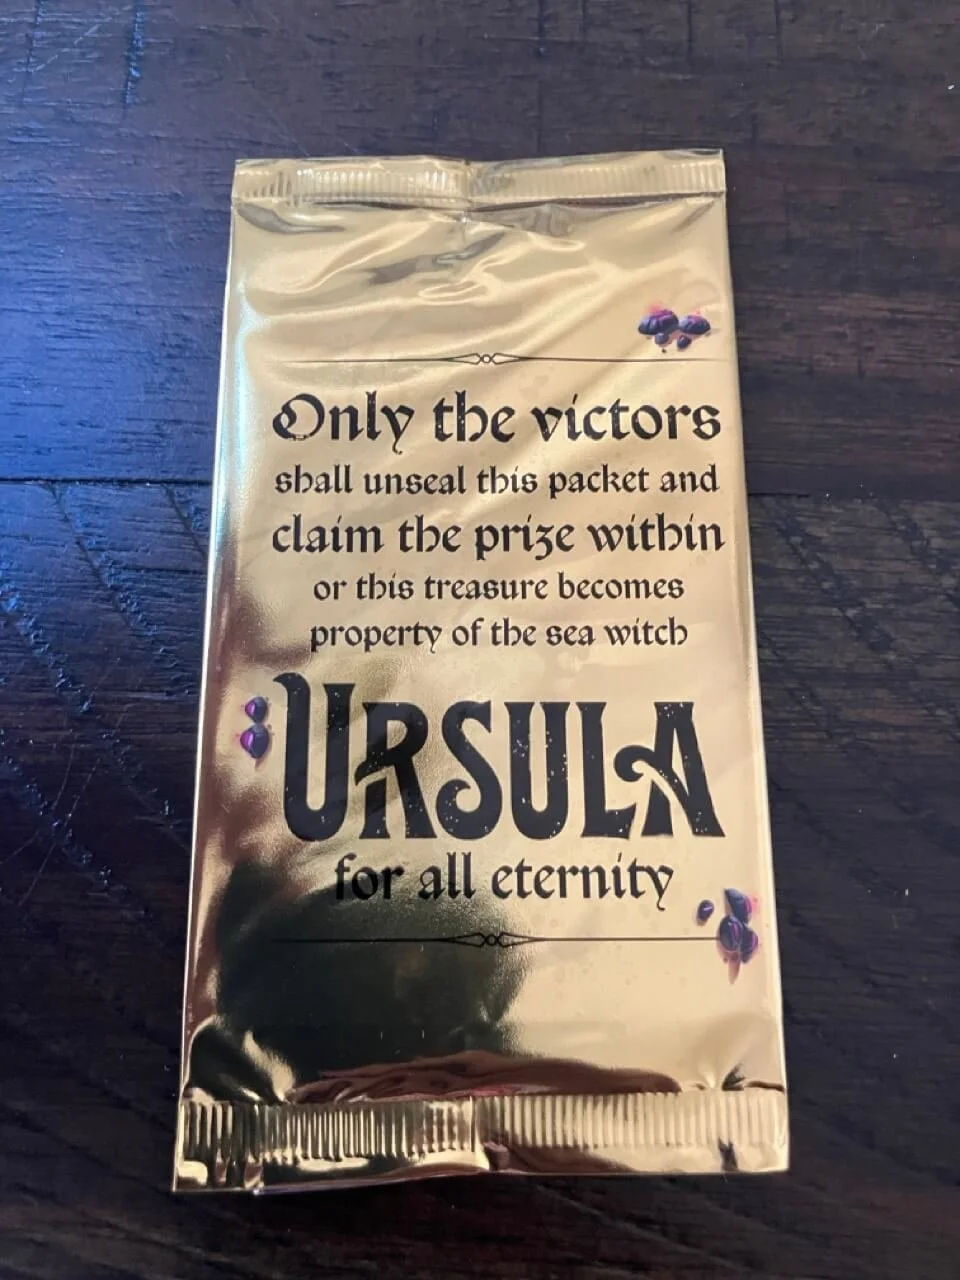 Only the victors
shall unseal this packet and
claim the prize within
or this treasure becomes
property of the sea witch
URSULA
for all eternity